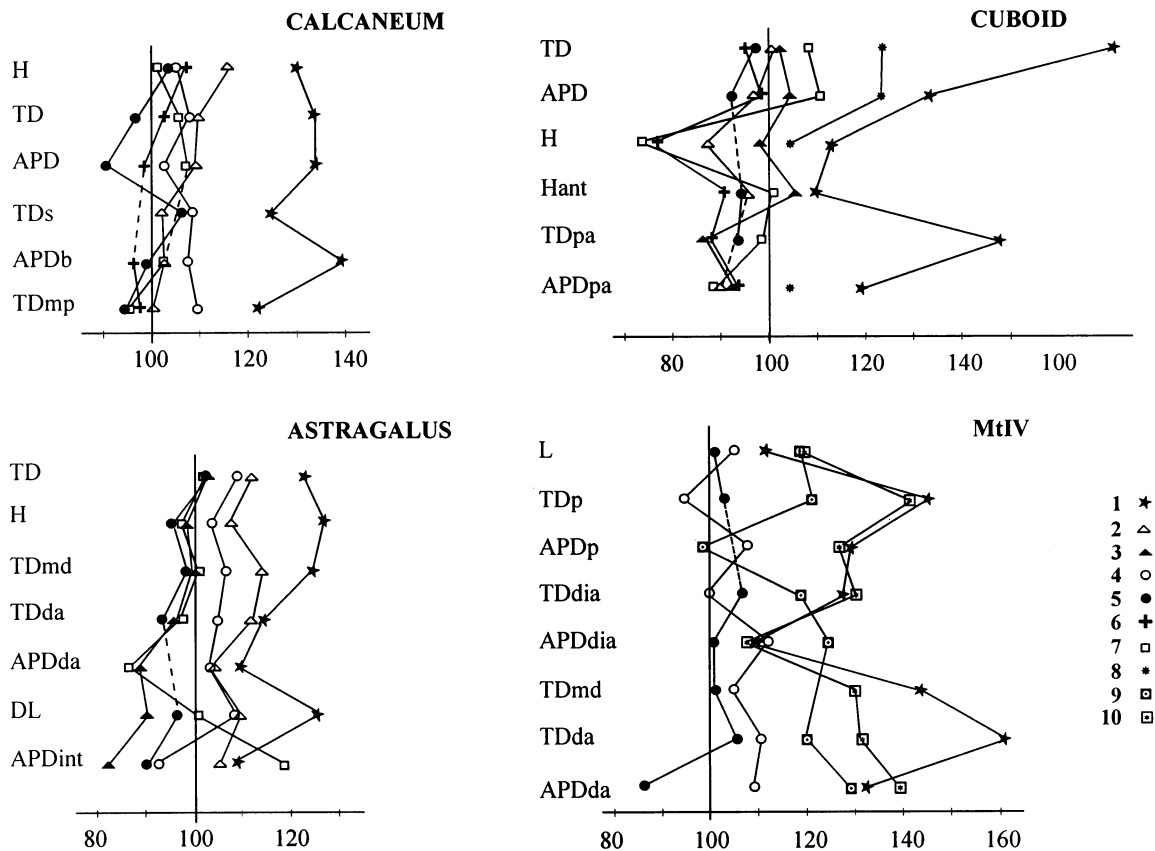 CALCANEUM
H
TD
APD
TDs
APDb
TDmp
100 120 140
CUBOID
TD
APD
H
Hant
TDpa
APDpa
80 100 120 140 160 100
ASTRAGALUS
TD
H
TDmd
TDda
APDda
DL
APDint
80 100 120
MtIV
L
TDp
APDp
TDdia
APDdia
TDmd
TDda
APDda
80 100 120 140 160
1
2
3
4
5
6
7
8
9
10